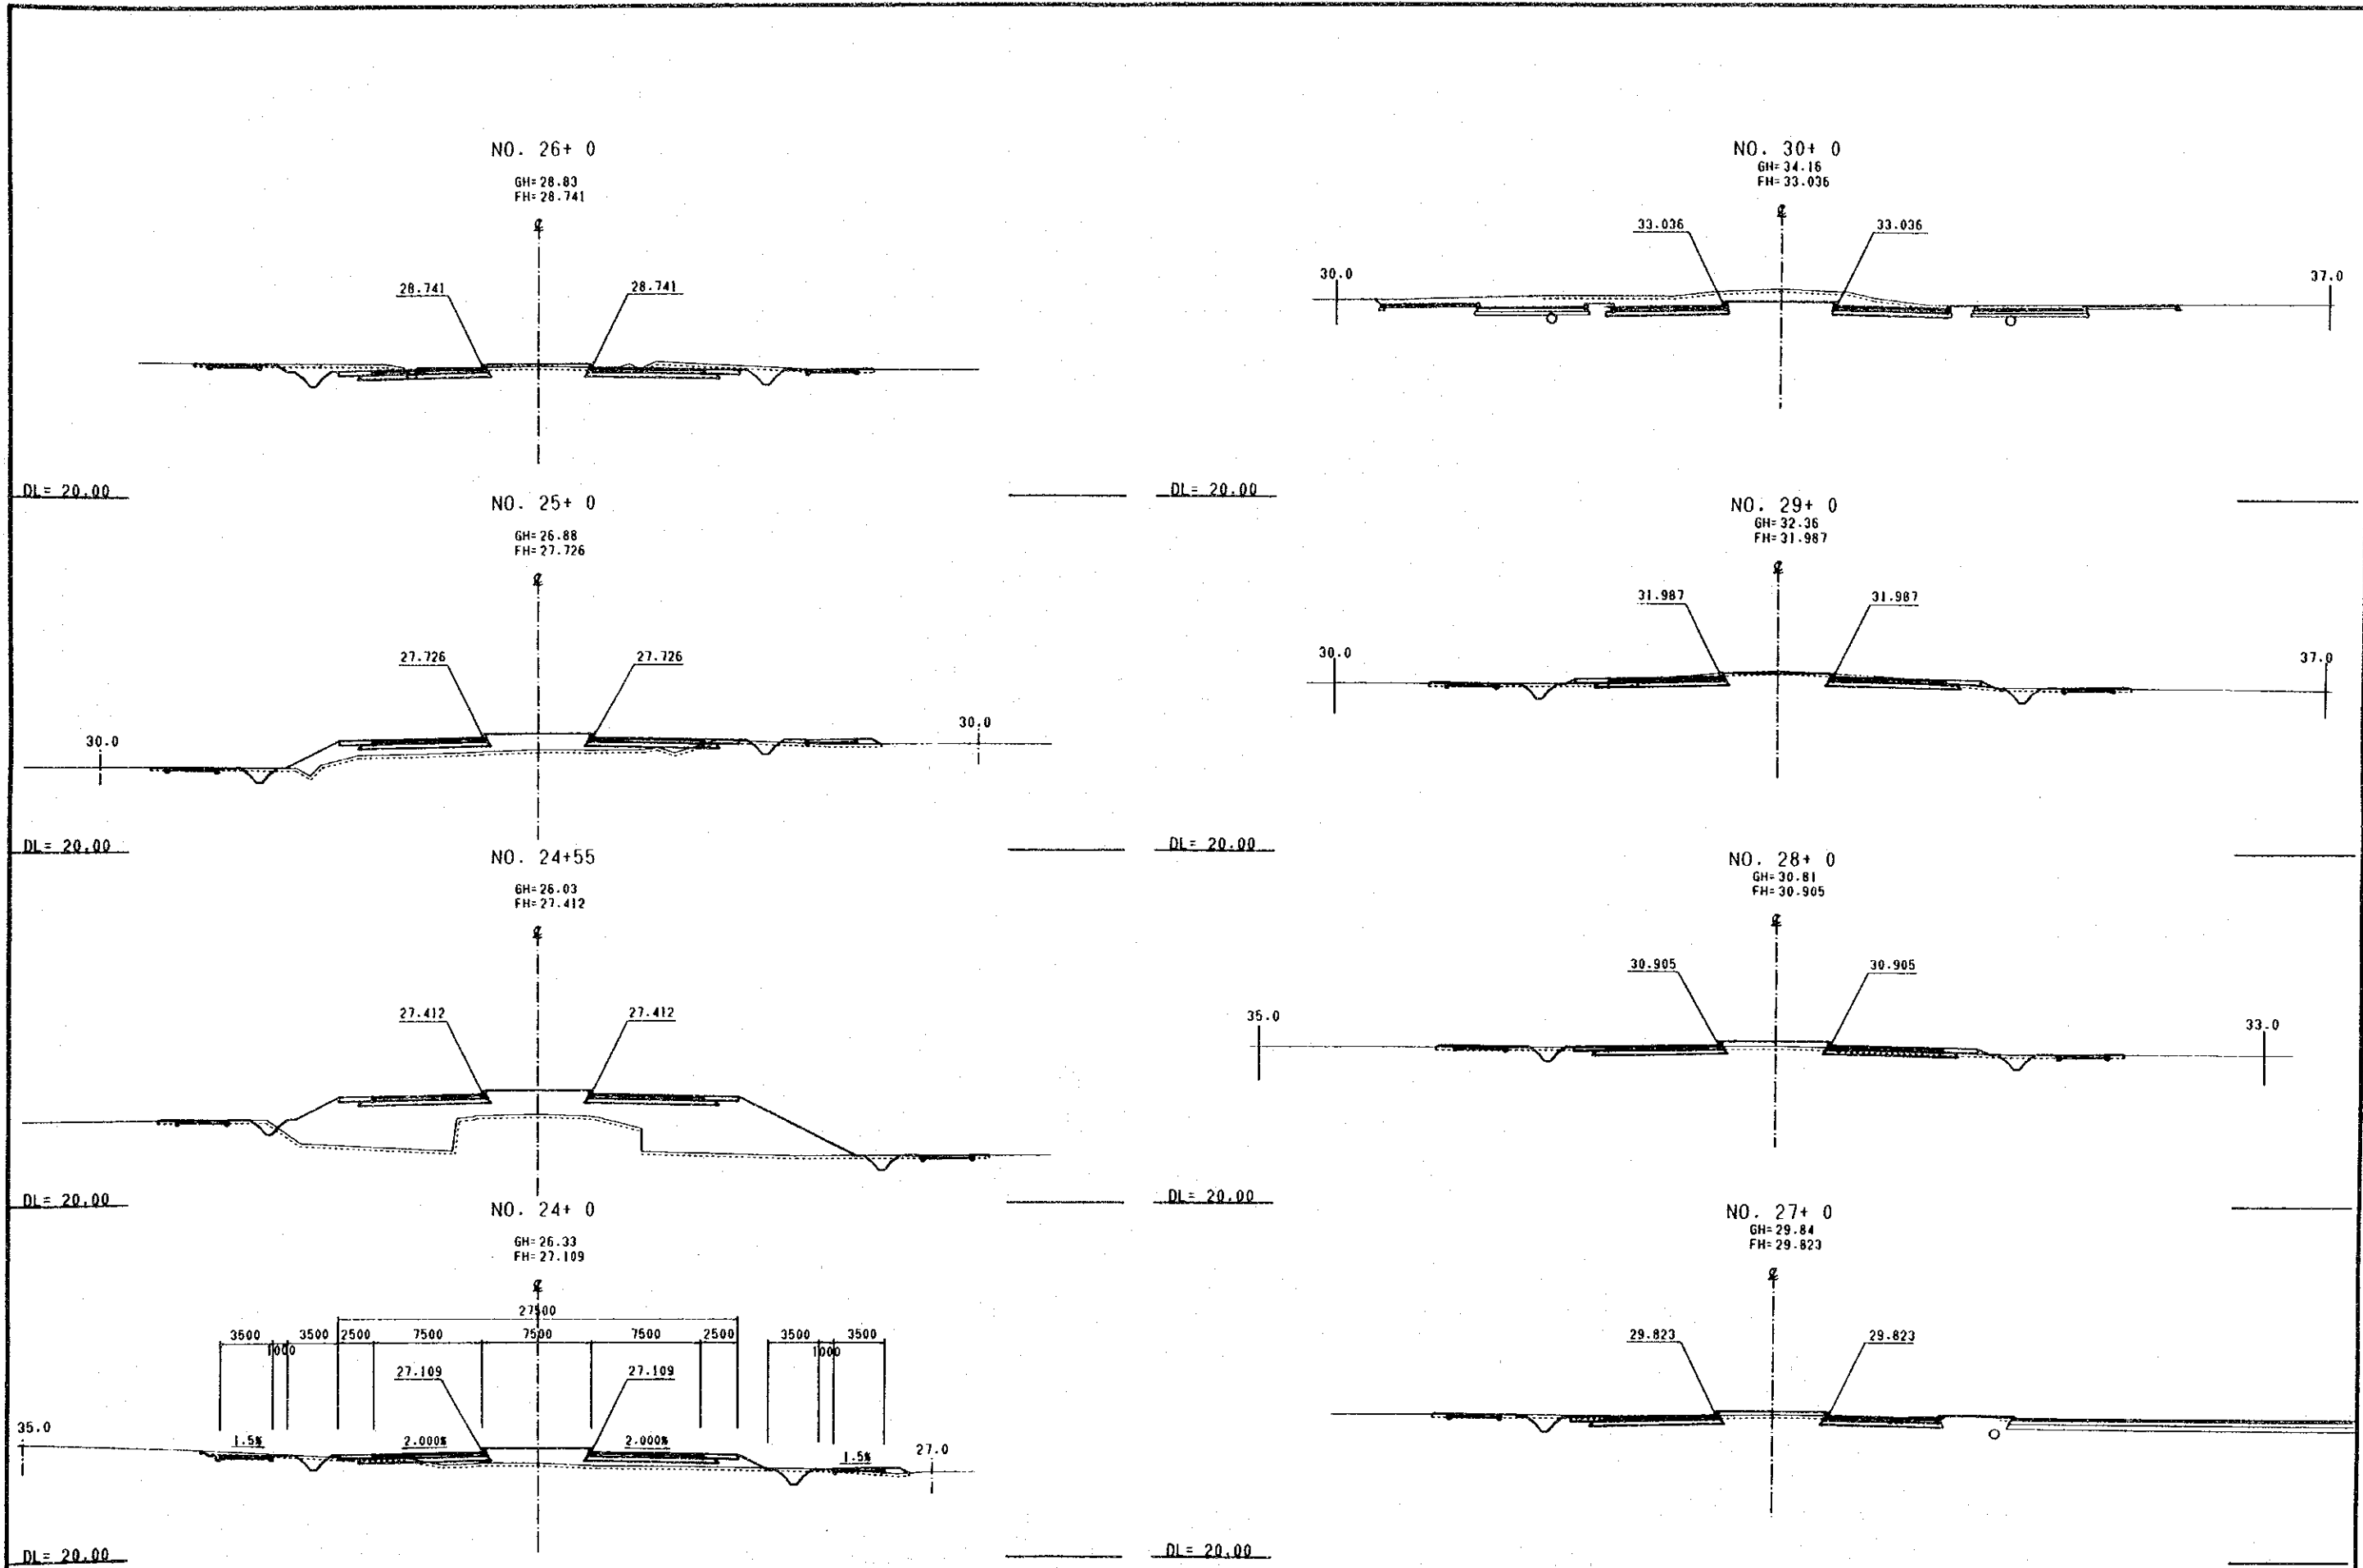 NO. 26+ 0
GH=28.83
FH=28.741
28.741
28.741
DL= 20.00
NO. 25+ 0
GH=26.88
FH=27.726
27.726
27.726
30.0
30.0
DL= 20.00
NO. 24+55
GH=26.03
FH=27.412
27.412
27.412
DL= 20.00
NO. 24+ 0
GH=26.33
FH=27.109
27500
3500 3500 2500 7500 7500 7500 2500 3500 3500
1000 1000
27.109
27.109
35.0
1.5%
2.000%
2.000%
1.5%
27.0
DL= 20.00
NO. 30+ 0
GH=34.16
FH=33.036
33.036
33.036
30.0
37.0
DL= 20.00
NO. 29+ 0
GH=32.36
FH=31.987
31.987
31.987
30.0
37.0
DL= 20.00
NO. 28+ 0
GH=30.81
FH=30.905
30.905
30.905
35.0
33.0
DL= 20.00
NO. 27+ 0
GH=29.84
FH=29.823
29.823
29.823
DL= 20.00